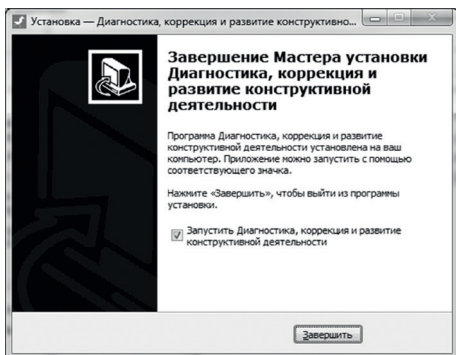 Установка — Диагностика, коррекция и развитие конструктивно...
Завершение Мастера установки
Диагностика, коррекция и
развитие конструктивной
деятельности
Программа Диагностика, коррекция и развитие
конструктивной деятельности установлена на ваш
компьютер. Приложение можно запустить с помощью
соответствующего значка.
Нажмите «Завершить», чтобы выйти из программы
установки.
Запустить Диагностика, коррекция и развитие
конструктивной деятельности
Завершить